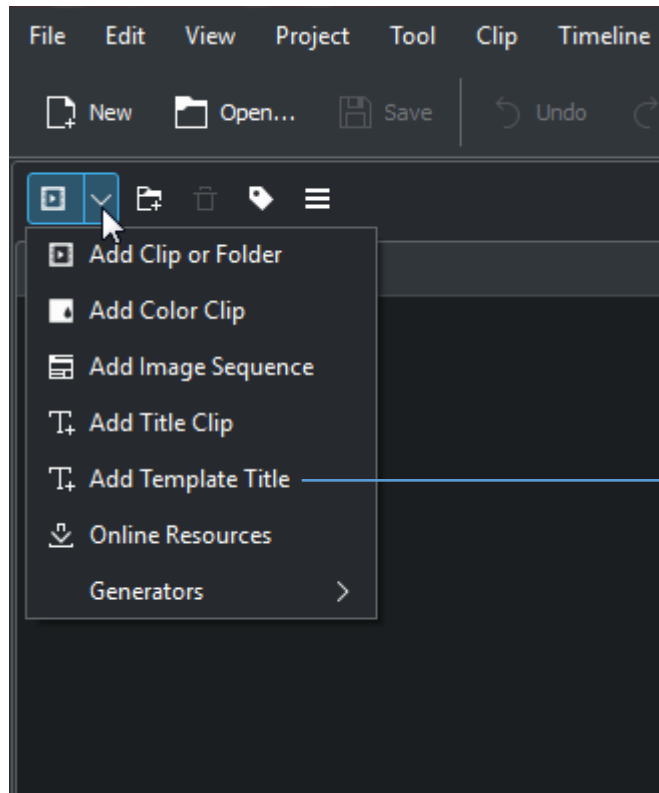 File Edit View Project Tool Clip Timeline
New Open... Save Undo
Add Clip or Folder
Add Color Clip
Add Image Sequence
Add Title Clip
Add Template Title
Online Resources
Generators